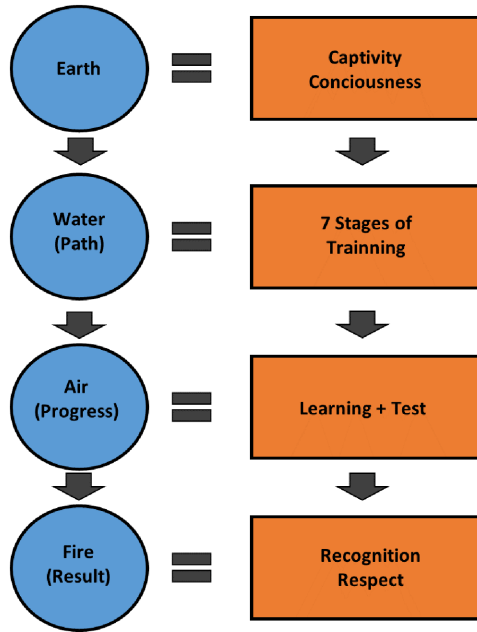 Earth
Captivity
Conciousness
Water
(Path)
7 Stages of
Trainning
Air
(Progress)
Learning + Test
Fire
(Result)
Recognition
Respect